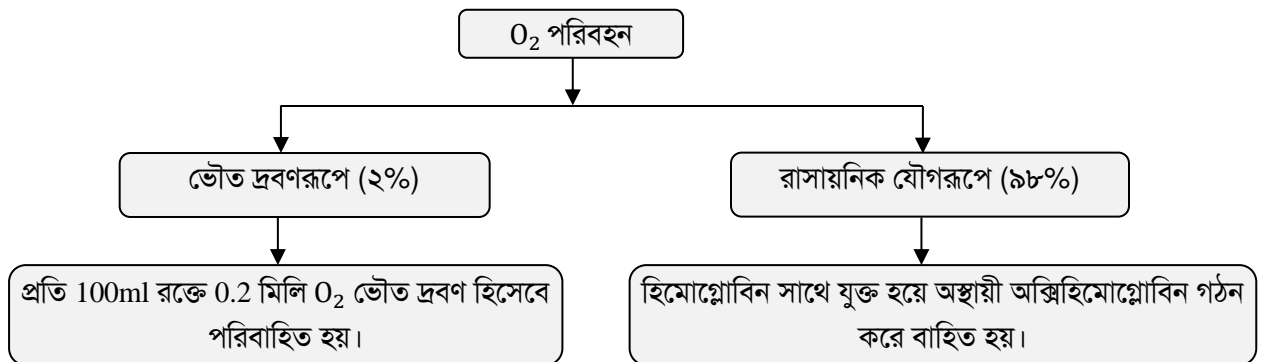 O₂ পরিবহন
ভৌত দ্রবণরূপে (২%)
রাসায়নিক যৌগরূপে (৯৮%)
প্রতি 100ml রক্তে 0.2 মিলি O₂ ভৌত দ্রবণ হিসেবে
পরিবাহিত হয়।
হিমোগ্লোবিন সাথে যুক্ত হয়ে অস্থায়ী অক্সিহিমোগ্লোবিন গঠন
করে বাহিত হয়।